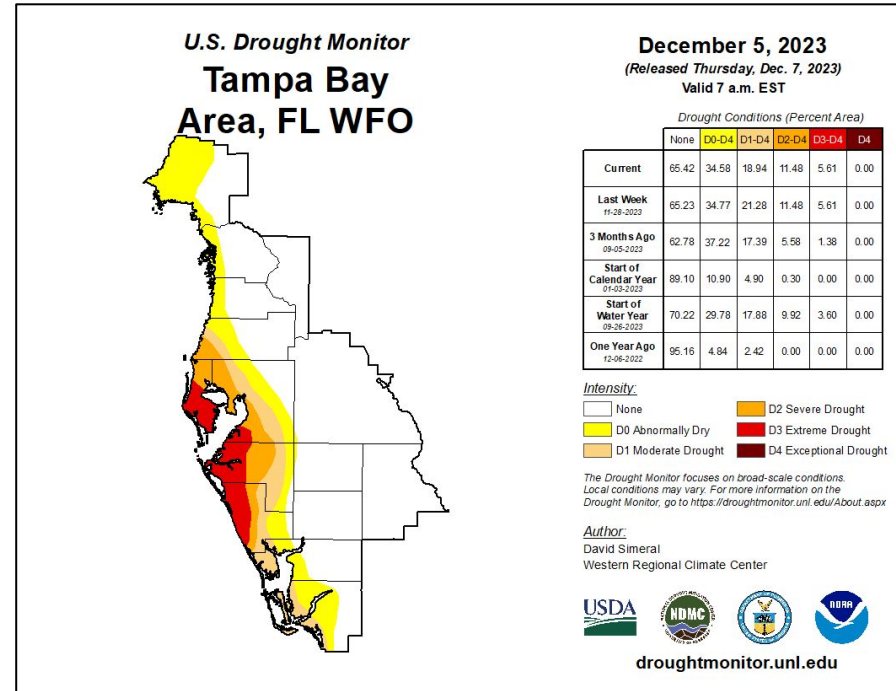 U.S. Drought Monitor
Tampa Bay
Area, FL WFO
December 5, 2023
(Released Thursday, Dec. 7, 2023)
Valid 7 a.m. EST
Drought Conditions (Percent Area)
None D0-D4 D1-D4 D2-D4 D3-D4 D4
Current 65.42 34.58 18.94 11.48 5.61 0.00
Last Week
11-28-2023 65.23 34.77 21.28 11.48 5.61 0.00
3 Months Ago
09-05-2023 62.78 37.22 17.39 5.58 1.38 0.00
Start of
Calendar Year
01-03-2023 89.10 10.90 4.90 0.30 0.00 0.00
Start of
Water Year
09-26-2023 70.22 29.78 17.88 9.92 3.60 0.00
One Year Ago
12-06-2022 95.16 4.84 2.42 0.00 0.00 0.00
Intensity:
None
D0 Abnormally Dry
D1 Moderate Drought
D2 Severe Drought
D3 Extreme Drought
D4 Exceptional Drought
The Drought Monitor focuses on broad-scale conditions.
Local conditions may vary. For more information on the
Drought Monitor, go to https://droughtmonitor.unl.edu/About.aspx
Author:
David Simeral
Western Regional Climate Center
USDA
NDMC
NOAA
droughtmonitor.unl.edu